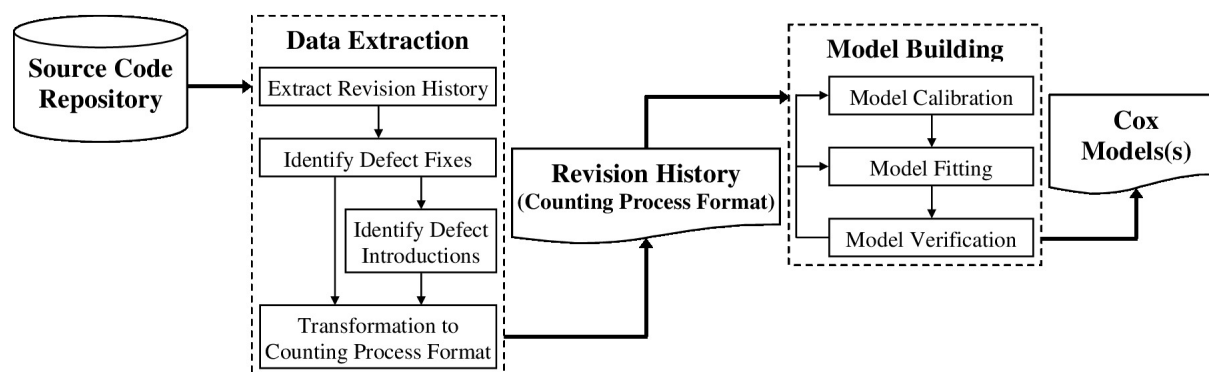 Source Code
Repository
Data Extraction
Extract Revision History
Identify Defect Fixes
Identify Defect
Introductions
Transformation to
Counting Process Format
Revision History
(Counting Process Format)
Model Building
Model Calibration
Model Fitting
Model Verification
Cox
Models(s)